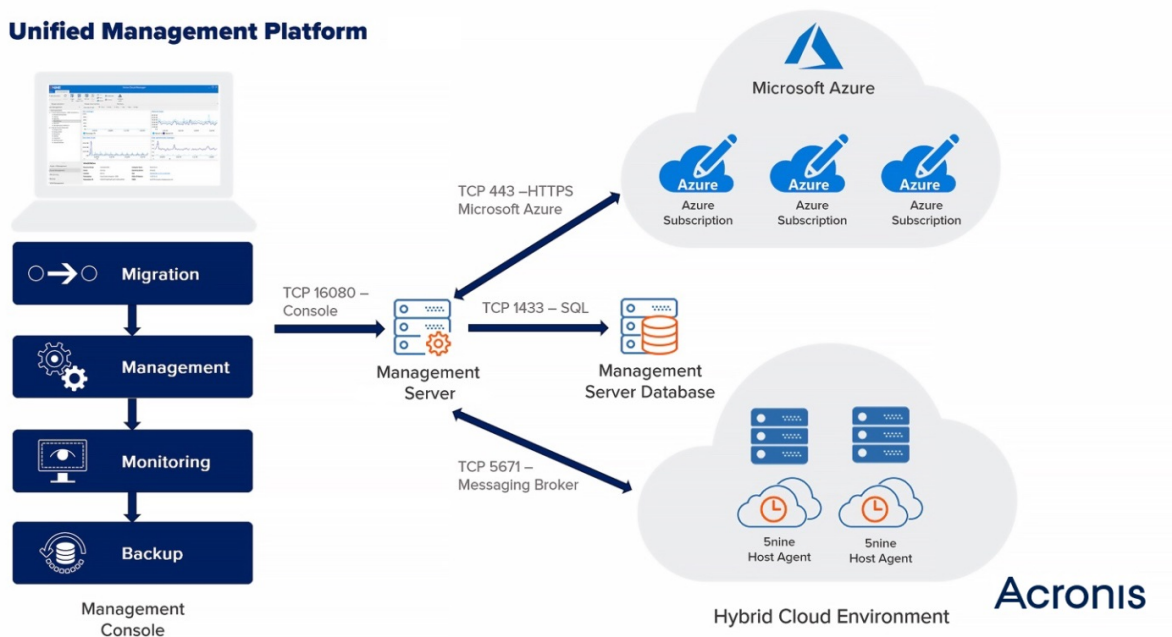 Unified Management Platform
Migration
Management
Monitoring
Backup
Management
Console
TCP 16080 –
Console
Management
Server
TCP 443 –HTTPS
Microsoft Azure
TCP 1433 – SQL
Management
Server Database
TCP 5671 –
Messaging Broker
Microsoft Azure
Azure
Azure
Azure
Azure
Subscription
Azure
Subscription
Azure
Subscription
5nine
Host Agent
5nine
Host Agent
Hybrid Cloud Environment
Acronis